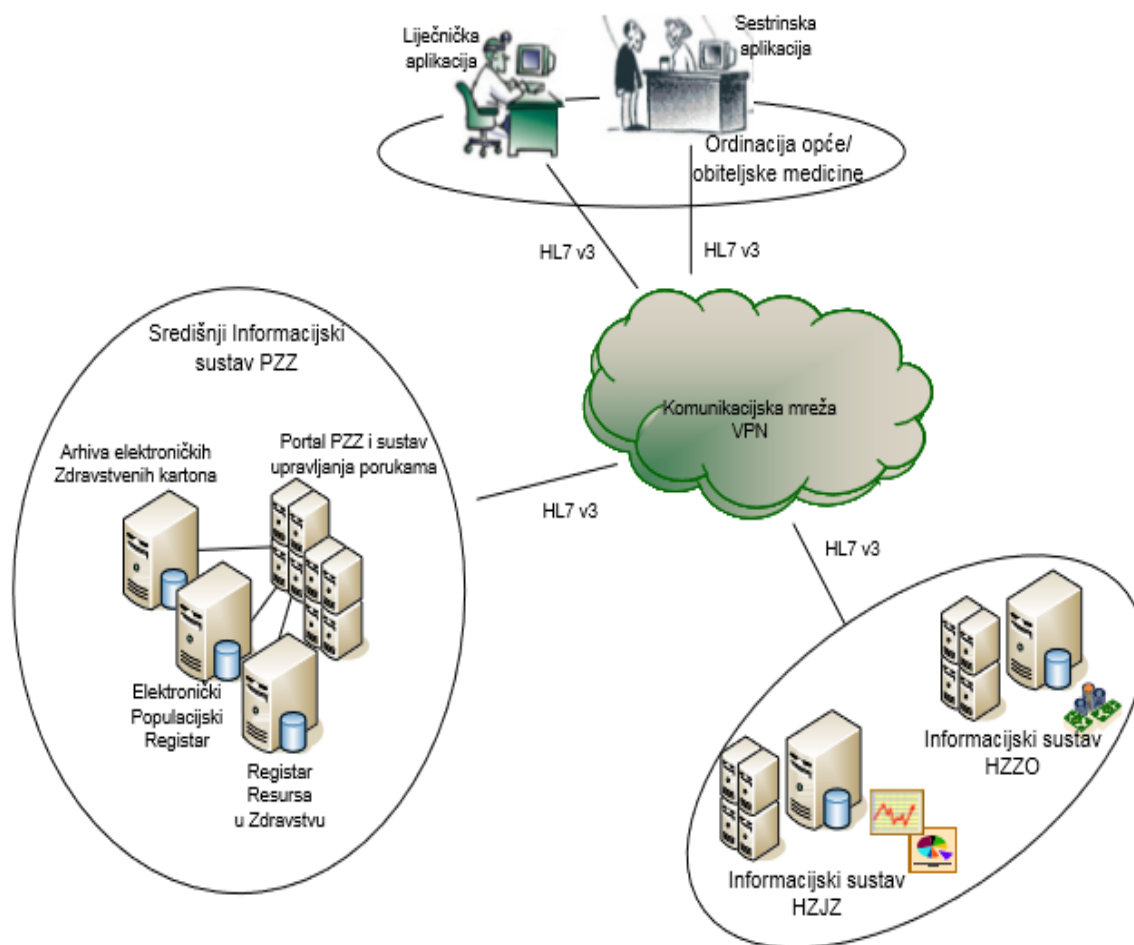 Liječnička
aplikacija
Sestrinska
aplikacija
Ordinacija opće/
obiteljske medicine
HL7 v3
HL7 v3
Središnji Informacijski
sustav PZZ
Arhiva elektroničkih
Zdravstvenih kartona
Portal PZZ i sustav
upravljanja porukama
Elektronički
Populacijski
Registar
Registar
Resursa
u Zdravstvu
Komunikacijska mreža
VPN
HL7 v3
HL7 v3
Informacijski sustav
HZZO
Informacijski sustav
HZJZ